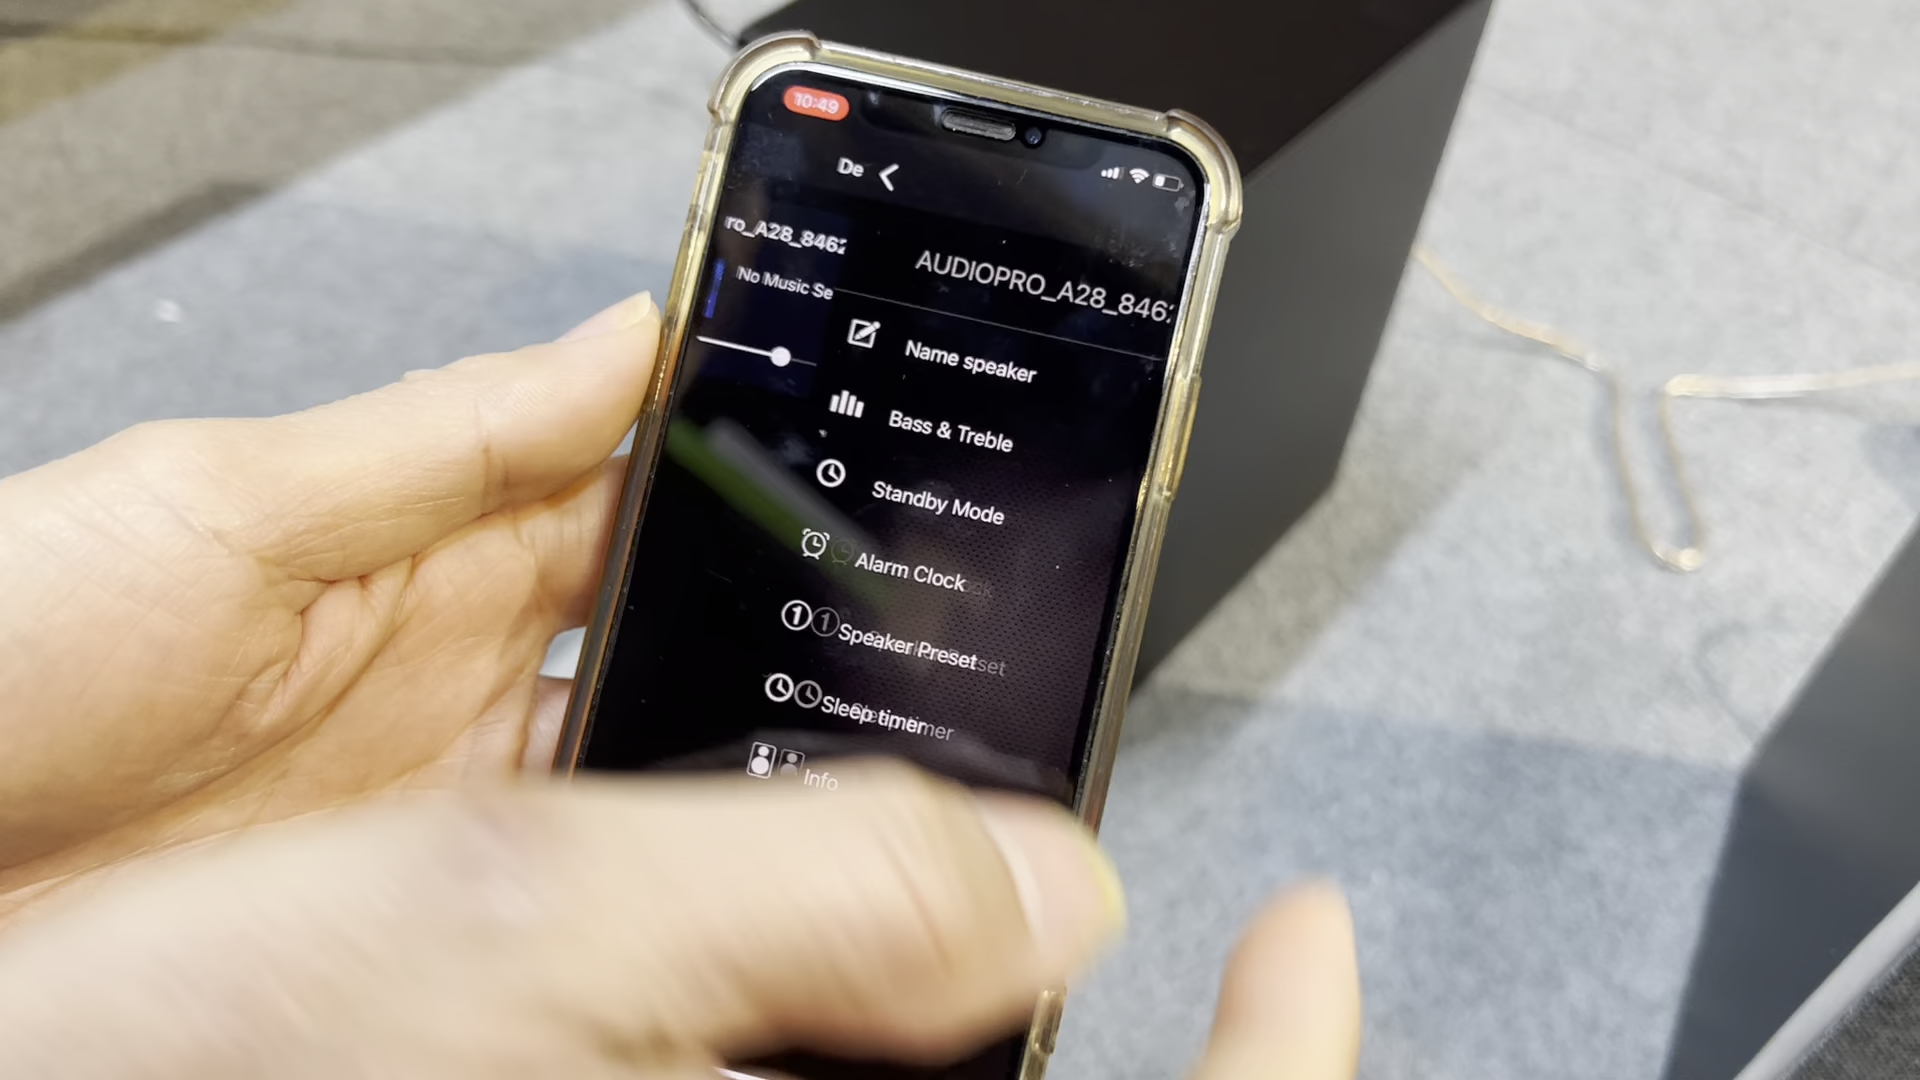 10:49
De
ro_A28_846
No Music Se
AUDIOPRO_A28_846
Name speaker
Bass & Treble
Standby Mode
Alarm Clock
Speaker Preset
Sleep timer
Info